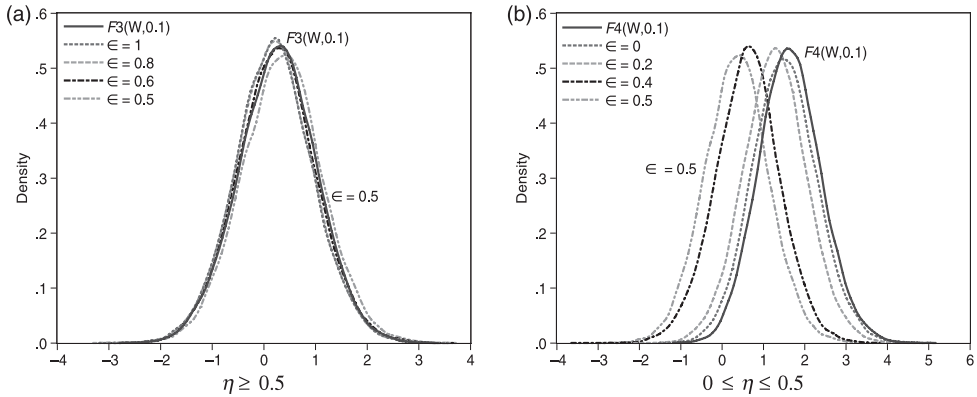 (a)
.6
.5
.4
.3
.2
.1
.0
Density
F3(W,0.1)
∈ = 1
∈ = 0.8
∈ = 0.6
∈ = 0.5
F3(W,0.1)
∈ = 0.5
−4 −3 −2 −1 0 1 2 3 4
η ≥ 0.5
(b)
.6
.5
.4
.3
.2
.1
.0
Density
F4(W,0.1)
∈ = 0
∈ = 0.2
∈ = 0.4
∈ = 0.5
F4(W,0.1)
∈ = 0.5
−4 −3 −2 −1 0 1 2 3 4 5 6
0 ≤ η ≤ 0.5